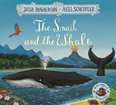 JULIA DONALDSON • AXEL SCHEFFLER
The Snail
and the Whale